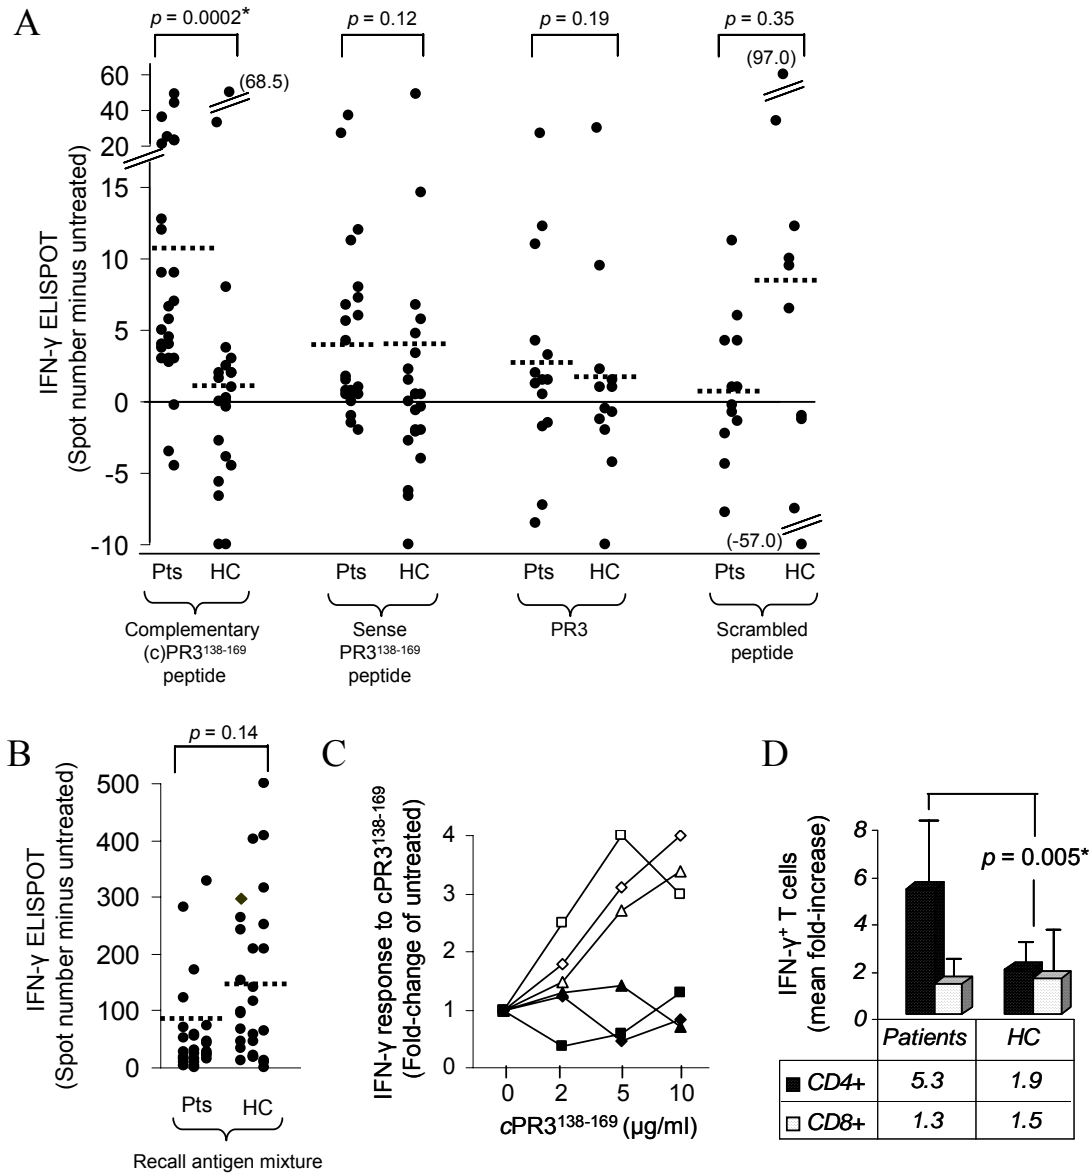 A
p = 0.0002*
p = 0.12
p = 0.19
p = 0.35
IFN-γ ELISPOT
(Spot number minus untreated)
60
40
20
15
10
5
0
-5
-10
(68.5)
(97.0)
(-57.0)
Pts HC
Pts HC
Pts HC
Pts HC
Complementary
(c)PR3138-169
peptide
Sense
PR3138-169
peptide
PR3
Scrambled
peptide
B
p = 0.14
IFN-γ ELISPOT
(Spot number minus untreated)
500
400
300
200
100
0
Pts HC
Recall antigen mixture
C
IFN-γ response to cPR3138-169
(Fold-change of untreated)
4
3
2
1
0
0 2 5 10
cPR3138-169 (µg/ml)
D
IFN-γ+ T cells
(mean fold-increase)
8
6
4
2
0
p = 0.005*
Patients HC
CD4+ 5.3 1.9
CD8+ 1.3 1.5